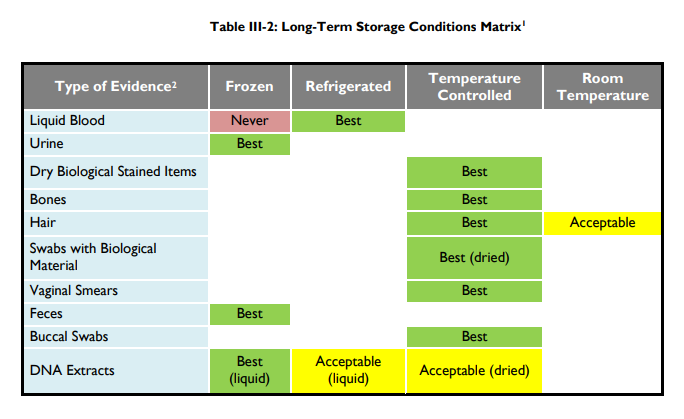 Table III-2: Long-Term Storage Conditions Matrix¹
Type of Evidence² Frozen Refrigerated Temperature Controlled Room Temperature
Liquid Blood Never Best
Urine Best
Dry Biological Stained Items Best
Bones Best
Hair Best Acceptable
Swabs with Biological Material Best (dried)
Vaginal Smears Best
Feces Best
Buccal Swabs Best
DNA Extracts Best (liquid) Acceptable (liquid) Acceptable (dried)